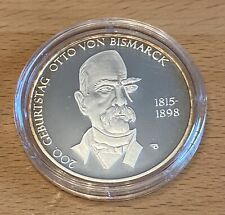 200. GEBURTSTAG OTTO VON BISMARCK
1815-
1898